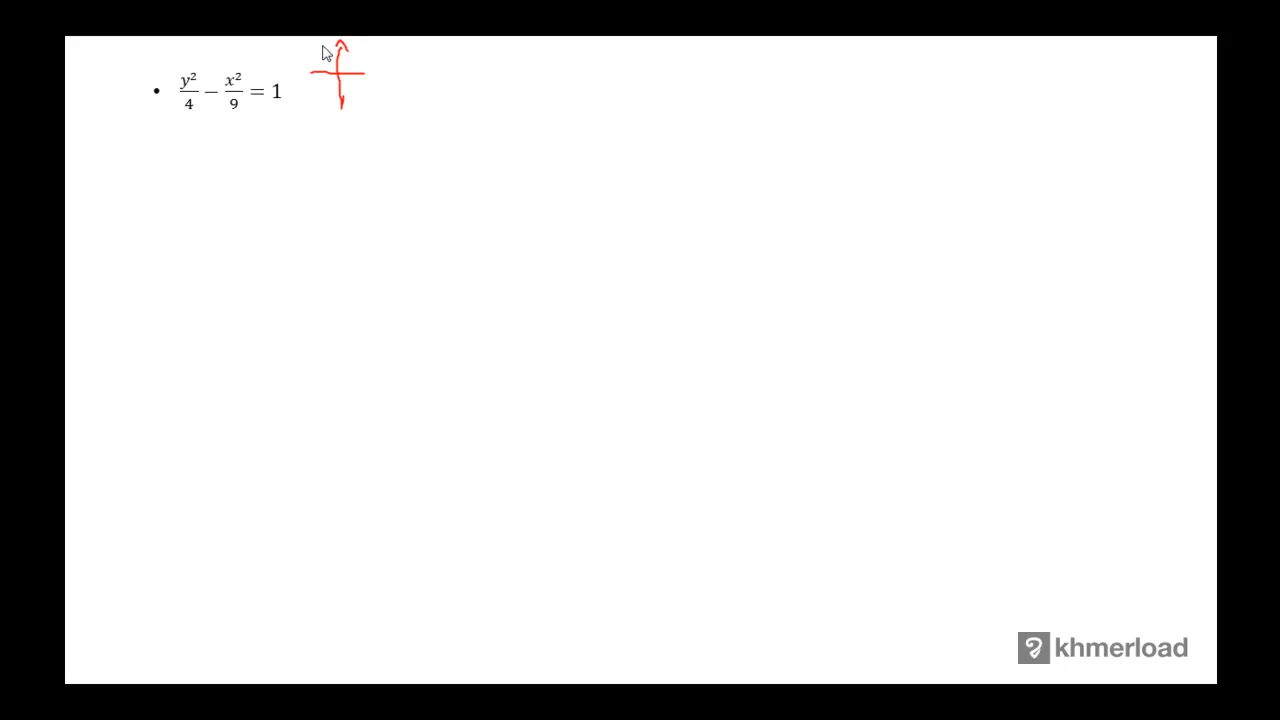 • y²/4 − x²/9 = 1
khmerload